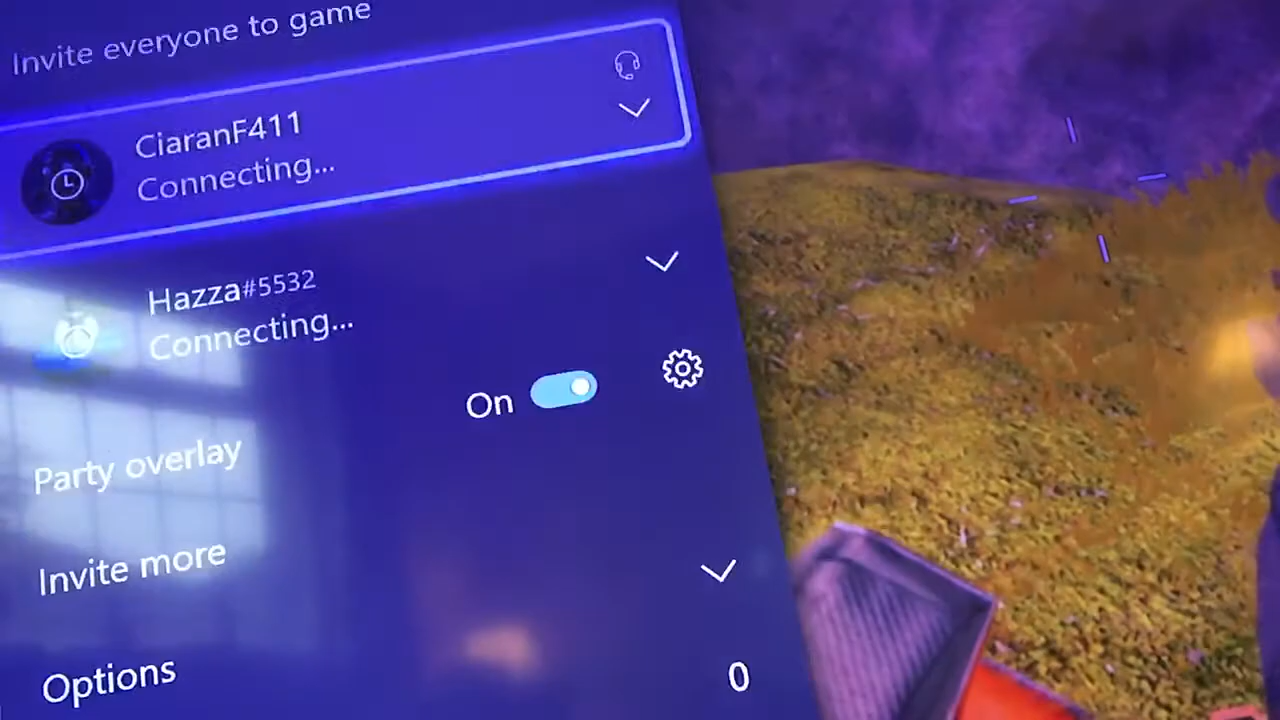 Invite everyone to game
CiaranF411
Connecting...
Hazza#5532
Connecting...
On
Party overlay
Invite more
Options
0